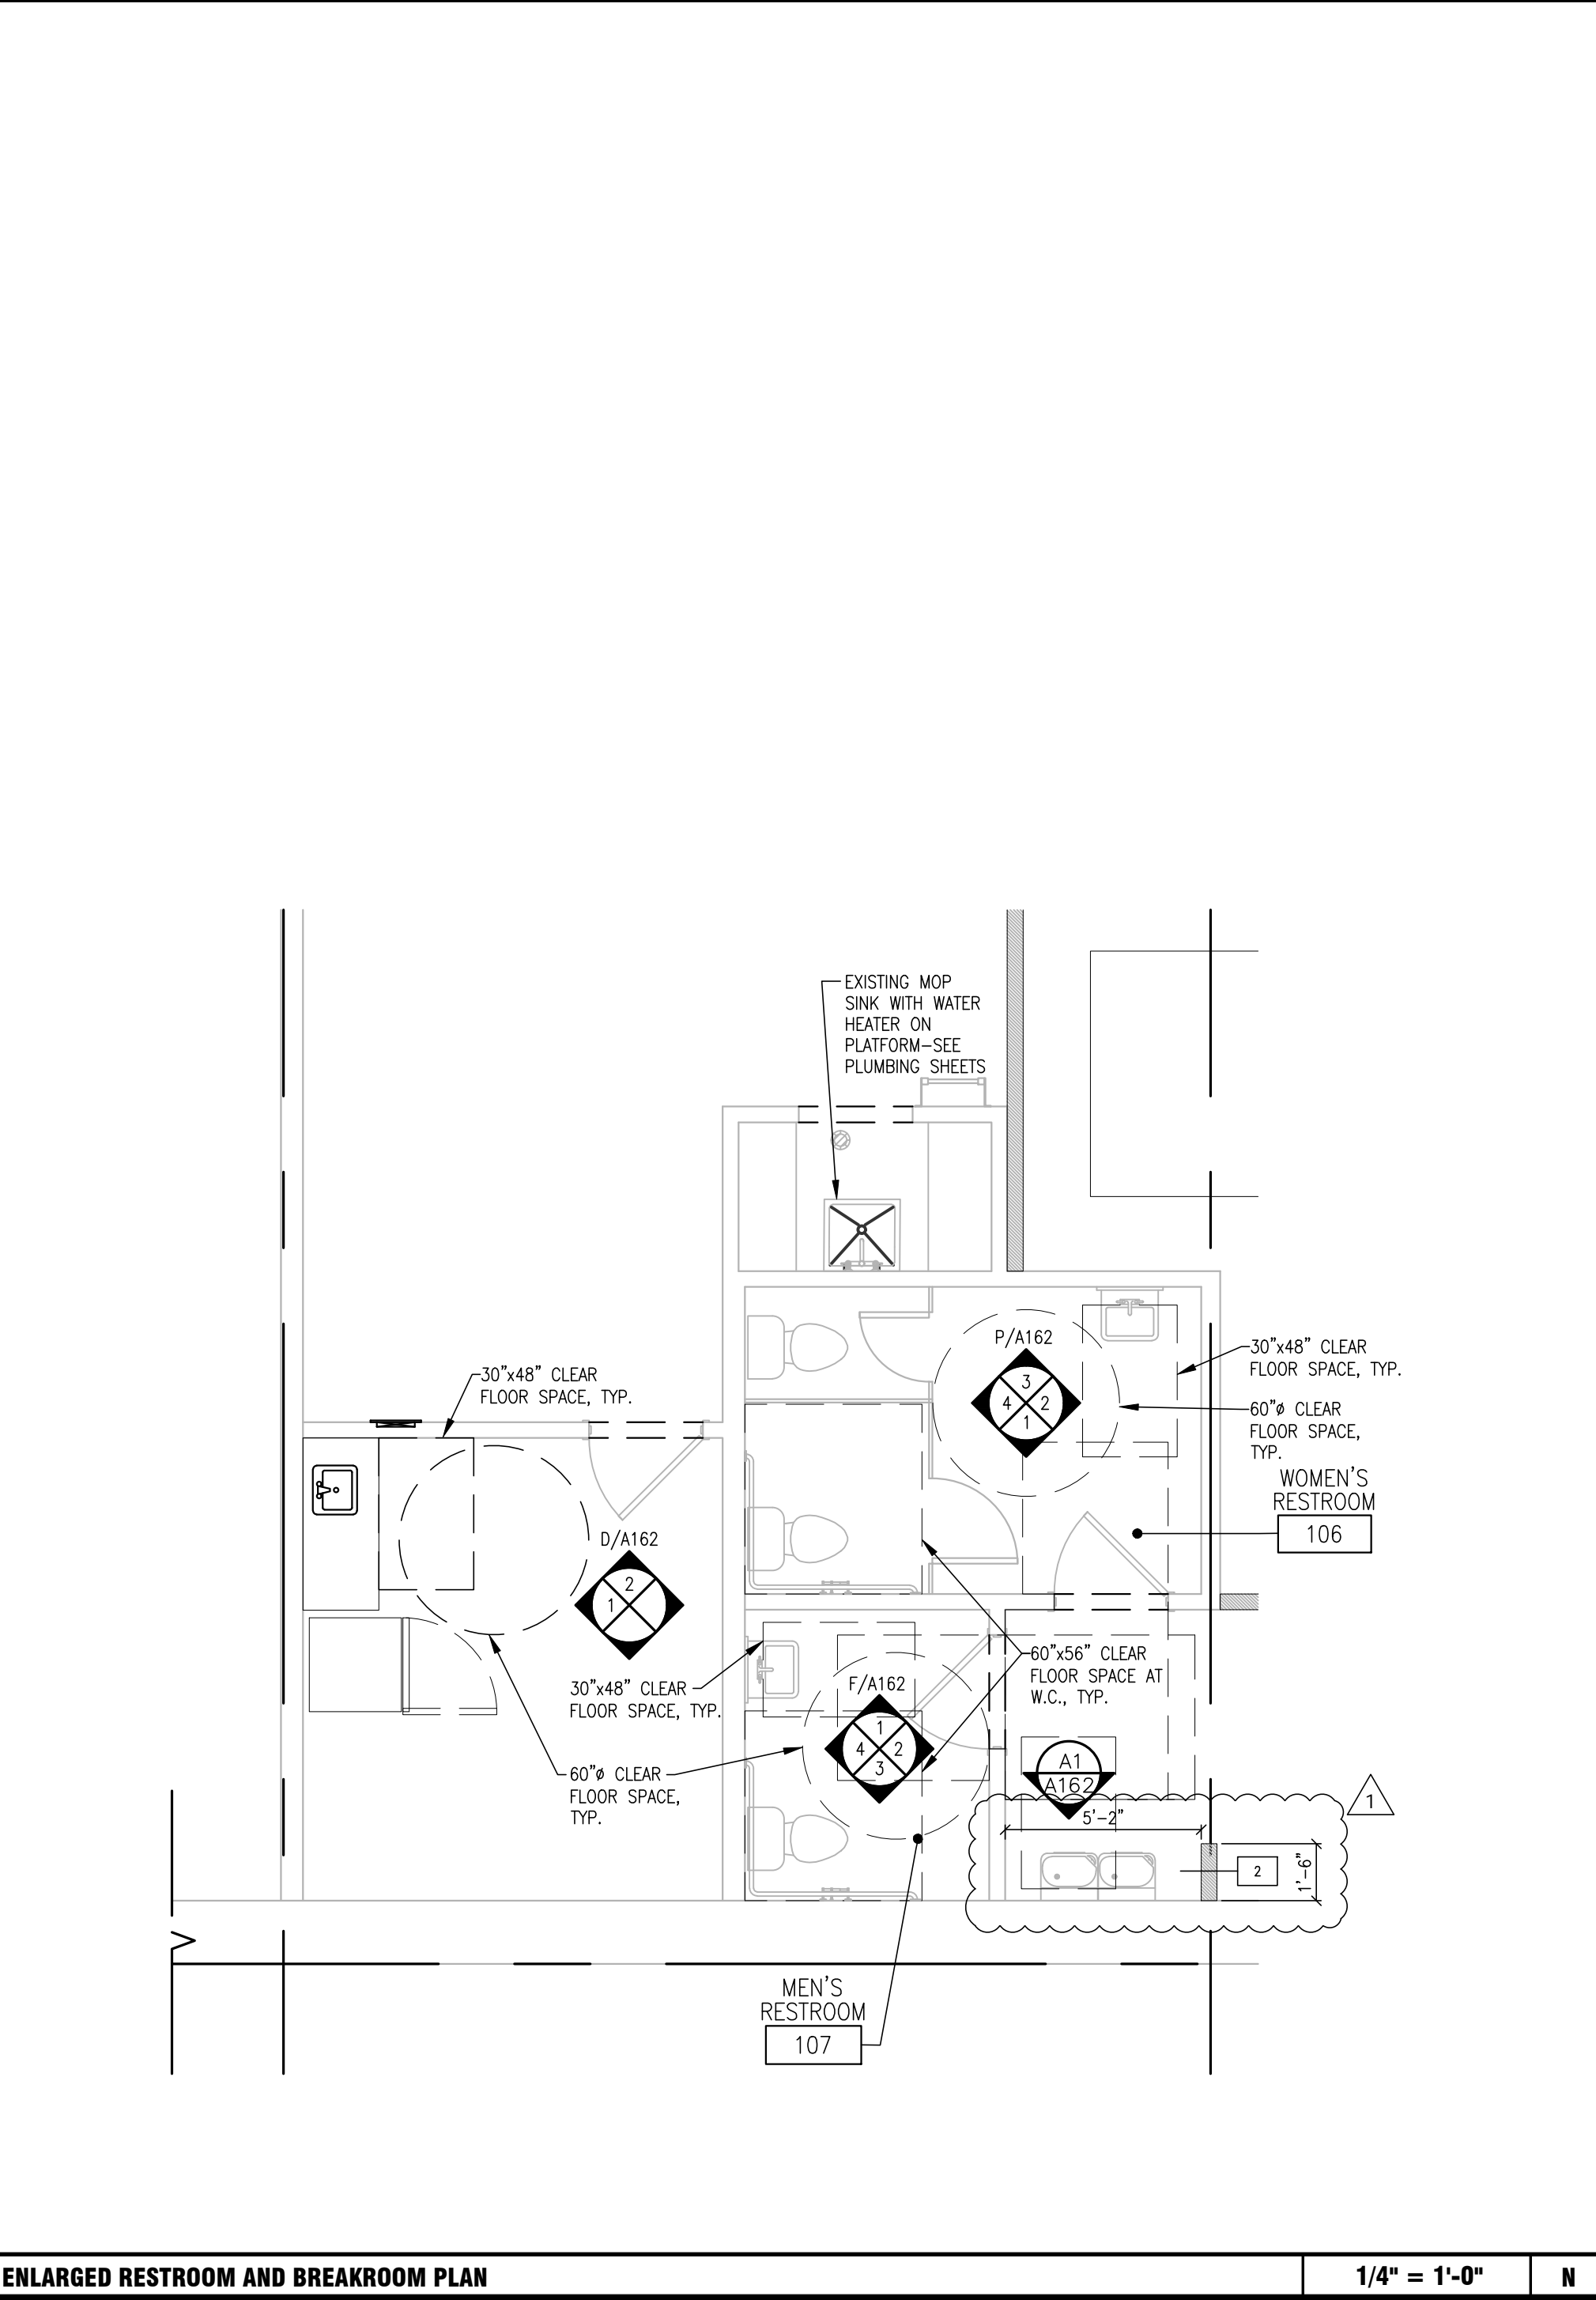 EXISTING MOP
SINK WITH WATER
HEATER ON
PLATFORM-SEE
PLUMBING SHEETS
P/A162
3
4 2
1
30"x48" CLEAR
FLOOR SPACE, TYP.
60"ø CLEAR
FLOOR SPACE,
TYP.
WOMEN'S
RESTROOM
106
30"x48" CLEAR
FLOOR SPACE, TYP.
D/A162
2
1
60"x56" CLEAR
FLOOR SPACE AT
W.C., TYP.
30"x48" CLEAR
FLOOR SPACE, TYP.
F/A162
1
4 2
3
60"ø CLEAR
FLOOR SPACE,
TYP.
A1
A162
1
5'-2"
2
1'-6"
MEN'S
RESTROOM
107
ENLARGED RESTROOM AND BREAKROOM PLAN
1/4" = 1'-0"
N